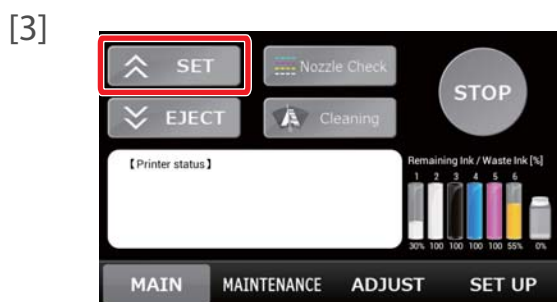 [3]
SET
Nozzle Check
STOP
EJECT
Cleaning
【Printer status】
Remaining Ink / Waste Ink [%]
1 2 3 4 5 6
30% 100 100 100 100 55% 0%
MAIN MAINTENANCE ADJUST SET UP